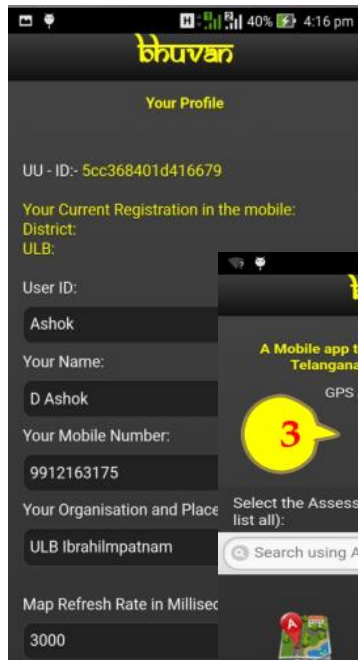 H 40% 4:16 pm
bhuvan
Your Profile
UU - ID:- 5cc368401d416679
Your Current Registration in the mobile:
District:
ULB:
User ID:
Ashok
Your Name:
D Ashok
Your Mobile Number:
9912163175
Your Organisation and Place
ULB Ibrahilmpatnam
Map Refresh Rate in Millisec
3000
A Mobile app t
Telangana
GPS
3
Select the Assess
list all):
Search using A
A